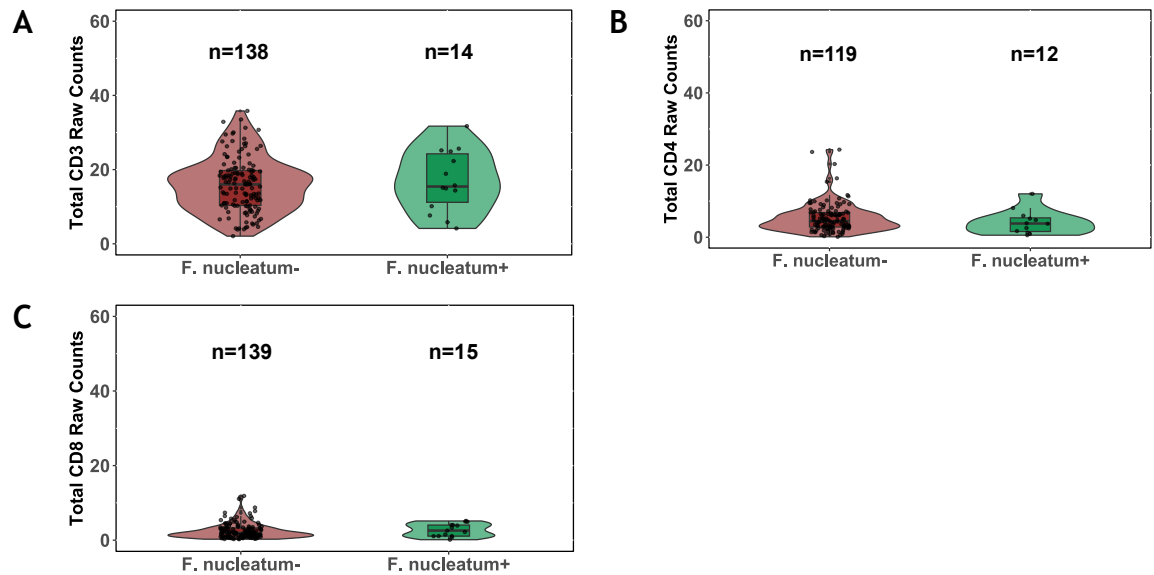 A
Total CD3 Raw Counts
60
40
20
0
n=138
n=14
F. nucleatum-
F. nucleatum+
B
Total CD4 Raw Counts
60
40
20
0
n=119
n=12
F. nucleatum-
F. nucleatum+
C
Total CD8 Raw Counts
60
40
20
0
n=139
n=15
F. nucleatum-
F. nucleatum+